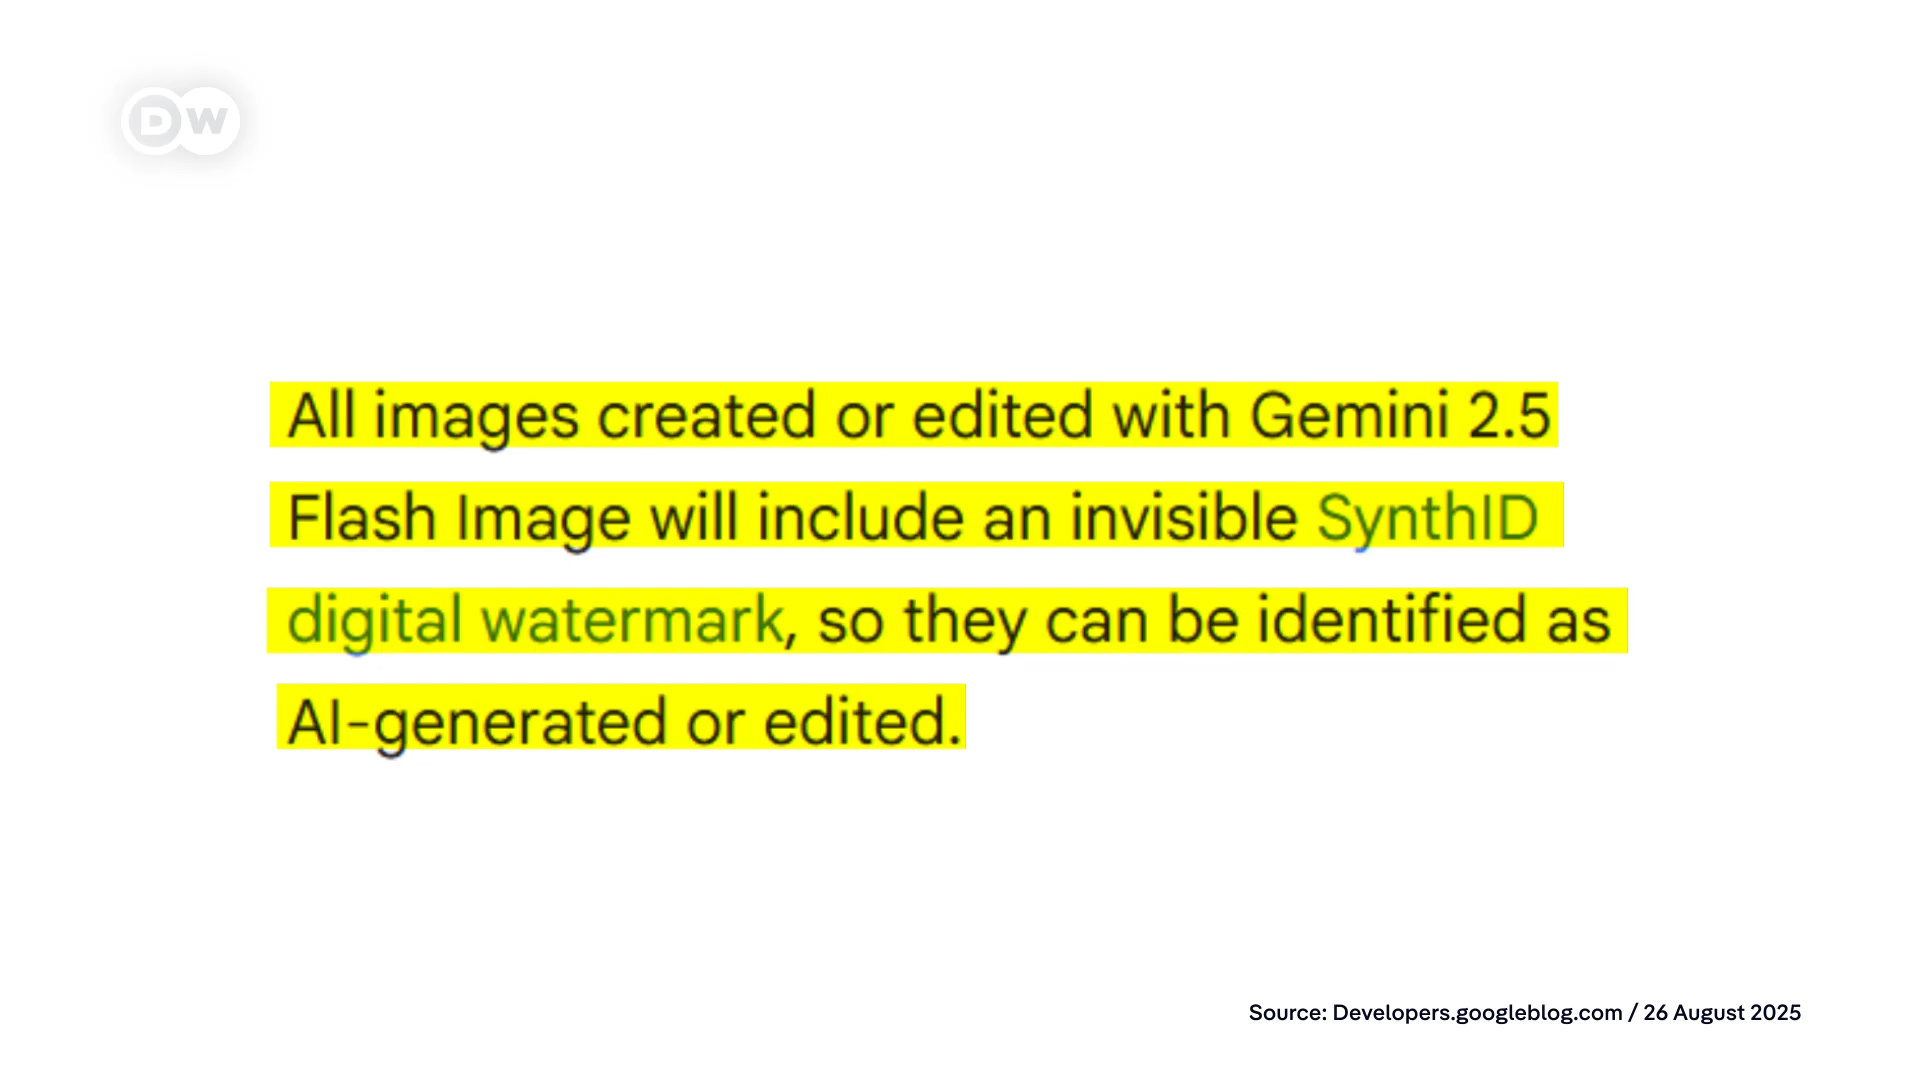 DW
All images created or edited with Gemini 2.5
Flash Image will include an invisible SynthID
digital watermark, so they can be identified as
AI-generated or edited.
Source: Developers.googleblog.com / 26 August 2025